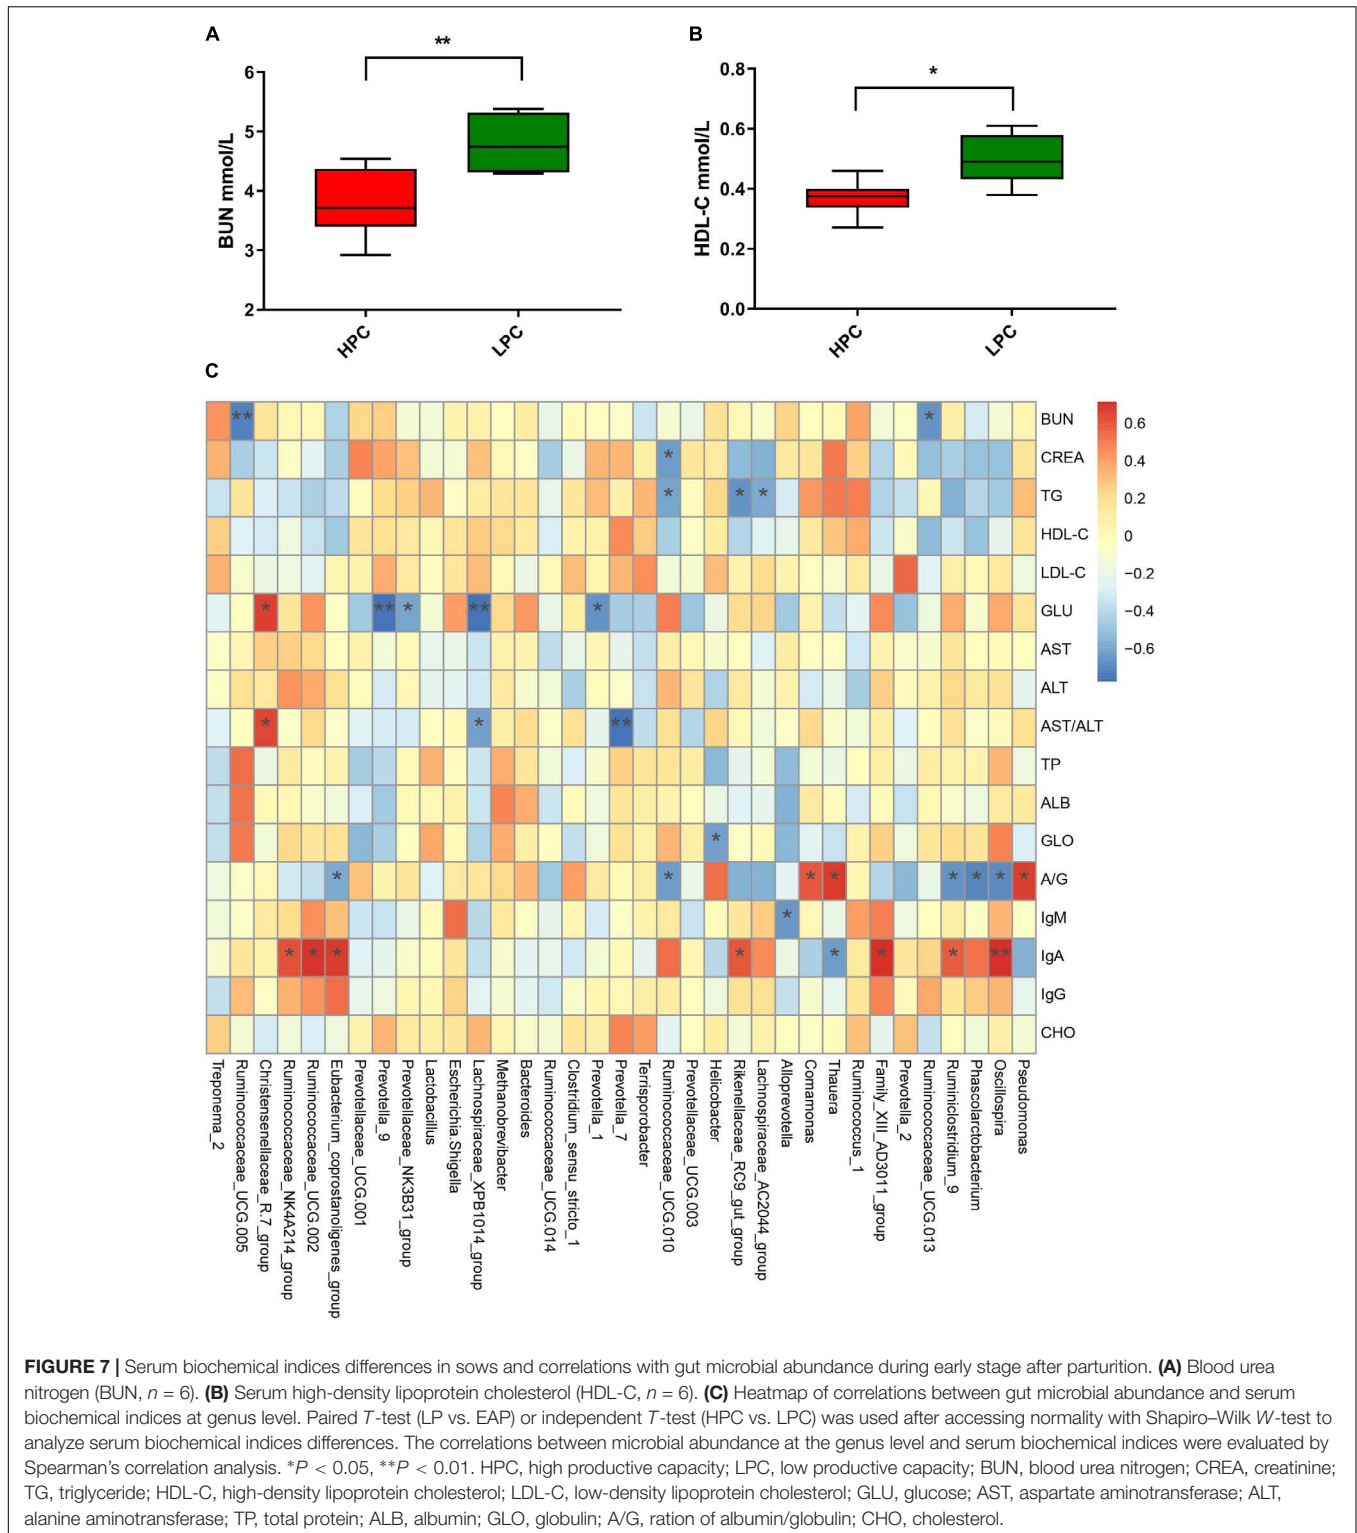 A
**
BUN mmol/L
6
5
4
3
2
HPC
LPC
B
*
HDL-C mmol/L
0.8
0.6
0.4
0.2
0.0
HPC
LPC
C
** * BUN
* CREA
* * * TG
HDL-C
LDL-C
* ** * ** * GLU
AST
ALT
* * ** AST/ALT
TP
ALB
* GLO
* * * * * * * * A/G
* IgM
* * * * * * * ** IgA
IgG
CHO
0.6
0.4
0.2
0
−0.2
−0.4
−0.6
Treponema_2
Ruminococcaceae_UCG.005
Christensenellaceae_R.7_group
Ruminococcaceae_NK4A214_group
Ruminococcaceae_UCG.002
Eubacterium_coprostanoligenes_group
Prevotellaceae_UCG.001
Prevotella_9
Prevotellaceae_NK3B31_group
Lactobacillus
Escherichia.Shigella
Lachnospiraceae_XPB1014_group
Methanobrevibacter
Bacteroides
Ruminococcaceae_UCG.014
Clostridium_sensu_stricto_1
Prevotella_1
Prevotella_7
Terrisporobacter
Ruminococcaceae_UCG.010
Prevotellaceae_UCG.003
Helicobacter
Rikenellaceae_RC9_gut_group
Lachnospiraceae_AC2044_group
Alloprevotella
Comamonas
Thauera
Ruminococcus_1
Family_XIII_AD3011_group
Prevotella_2
Ruminococcaceae_UCG.013
Ruminiclostridium_9
Phascolarctobacterium
Oscillospira
Pseudomonas
FIGURE 7 | Serum biochemical indices differences in sows and correlations with gut microbial abundance during early stage after parturition. (A) Blood urea
nitrogen (BUN, n = 6). (B) Serum high-density lipoprotein cholesterol (HDL-C, n = 6). (C) Heatmap of correlations between gut microbial abundance and serum
biochemical indices at genus level. Paired T-test (LP vs. EAP) or independent T-test (HPC vs. LPC) was used after accessing normality with Shapiro–Wilk W-test to
analyze serum biochemical indices differences. The correlations between microbial abundance at the genus level and serum biochemical indices were evaluated by
Spearman's correlation analysis. *P < 0.05, **P < 0.01. HPC, high productive capacity; LPC, low productive capacity; BUN, blood urea nitrogen; CREA, creatinine;
TG, triglyceride; HDL-C, high-density lipoprotein cholesterol; LDL-C, low-density lipoprotein cholesterol; GLU, glucose; AST, aspartate aminotransferase; ALT,
alanine aminotransferase; TP, total protein; ALB, albumin; GLO, globulin; A/G, ration of albumin/globulin; CHO, cholesterol.